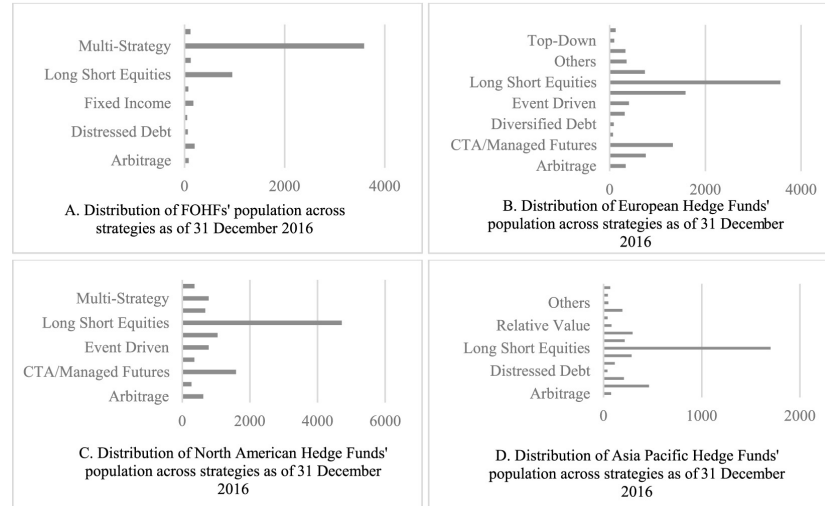 Multi-Strategy
Long Short Equities
Fixed Income
Distressed Debt
Arbitrage
0 2000 4000
A. Distribution of FOHFs' population across
strategies as of 31 December 2016
Top-Down
Others
Long Short Equities
Event Driven
Diversified Debt
CTA/Managed Futures
Arbitrage
0 2000 4000
B. Distribution of European Hedge Funds'
population across strategies as of 31 December
2016
Multi-Strategy
Long Short Equities
Event Driven
CTA/Managed Futures
Arbitrage
0 2000 4000 6000
C. Distribution of North American Hedge Funds'
population across strategies as of 31 December
2016
Others
Relative Value
Long Short Equities
Distressed Debt
Arbitrage
0 1000 2000
D. Distribution of Asia Pacific Hedge Funds'
population across strategies as of 31 December
2016